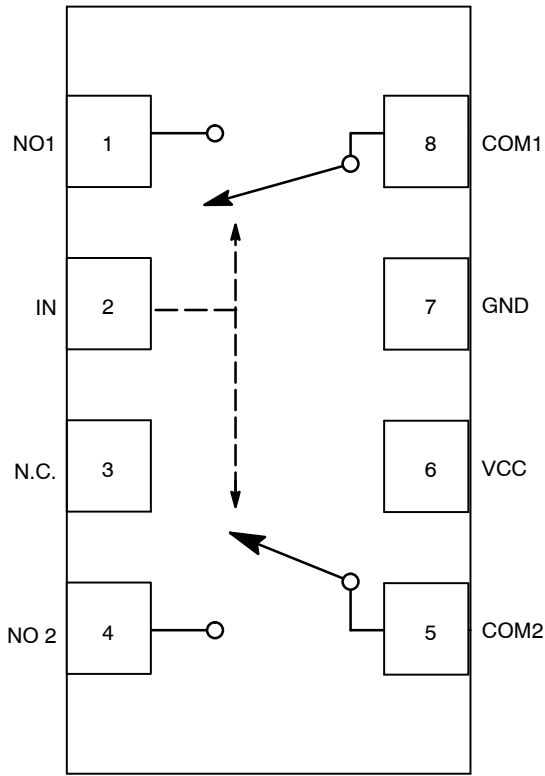 NO1 1 8 COM1
IN 2 7 GND
N.C. 3 6 VCC
NO 2 4 5 COM2